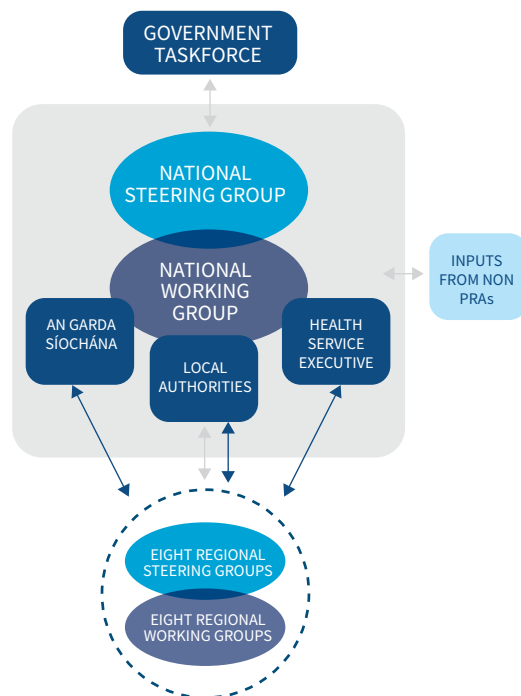 GOVERNMENT
TASKFORCE
NATIONAL
STEERING GROUP
NATIONAL
WORKING
GROUP
INPUTS
FROM NON
PRAs
AN GARDA
SÍOCHÁNA
LOCAL
AUTHORITIES
HEALTH
SERVICE
EXECUTIVE
EIGHT REGIONAL
STEERING GROUPS
EIGHT REGIONAL
WORKING GROUPS